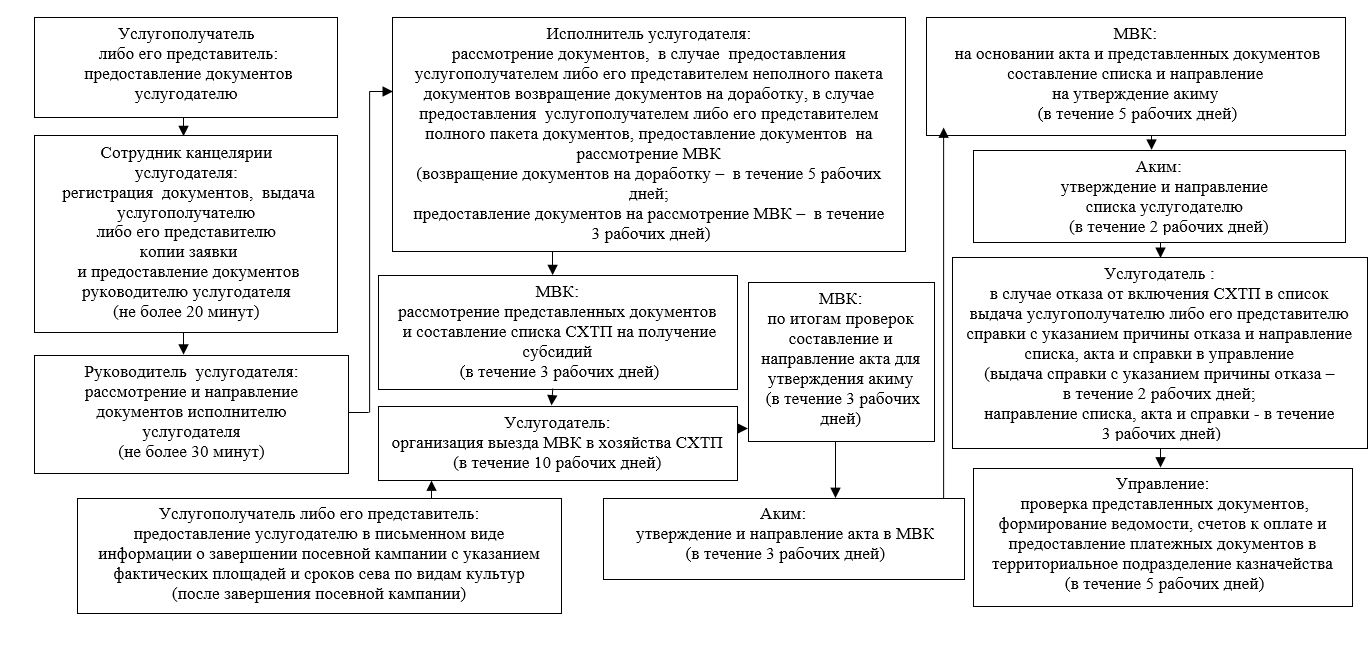 Услугополучатель
либо его представитель:
предоставление документов
услугодателю
Сотрудник канцелярии
услугодателя:
регистрация документов, выдача
услугополучателю
либо его представителю
копии заявки
и предоставление документов
руководителю услугодателя
(не более 20 минут)
Руководитель услугодателя:
рассмотрение и направление
документов исполнителю
услугодателя
(не более 30 минут)
Исполнитель услугодателя:
рассмотрение документов, в случае предоставления
услугополучателем либо его представителем неполного пакета
документов возвращение документов на доработку, в случае
предоставления услугополучателем либо его представителем
полного пакета документов, предоставление документов на
рассмотрение МВК
(возвращение документов на доработку – в течение 5 рабочих
дней;
предоставление документов на рассмотрение МВК – в течение
3 рабочих дней)
МВК:
рассмотрение представленных документов
и составление списка СХТП на получение
субсидий
(в течение 3 рабочих дней)
Услугодатель:
организация выезда МВК в хозяйства СХТП
(в течение 10 рабочих дней)
Услугополучатель либо его представитель:
предоставление услугодателю в письменном виде
информации о завершении посевной кампании с указанием
фактических площадей и сроков сева по видам культур
(после завершения посевной кампании)
МВК:
по итогам проверок
составление и
направление акта для
утверждения акиму
(в течение 3 рабочих
дней)
Аким:
утверждение и направление акта в МВК
(в течение 3 рабочих дней)
МВК:
на основании акта и представленных документов
составление списка и направление
на утверждение акиму
(в течение 5 рабочих дней)
Аким:
утверждение и направление
списка услугодателю
(в течение 2 рабочих дней)
Услугодатель :
в случае отказа от включения СХТП в список
выдача услугополучателю либо его представителю
справки с указанием причины отказа и направление
списка, акта и справки в управление
(выдача справки с указанием причины отказа –
в течение 2 рабочих дней;
направление списка, акта и справки - в течение
3 рабочих дней)
Управление:
проверка представленных документов,
формирование ведомости, счетов к оплате и
предоставление платежных документов в
территориальное подразделение казначейства
(в течение 5 рабочих дней)